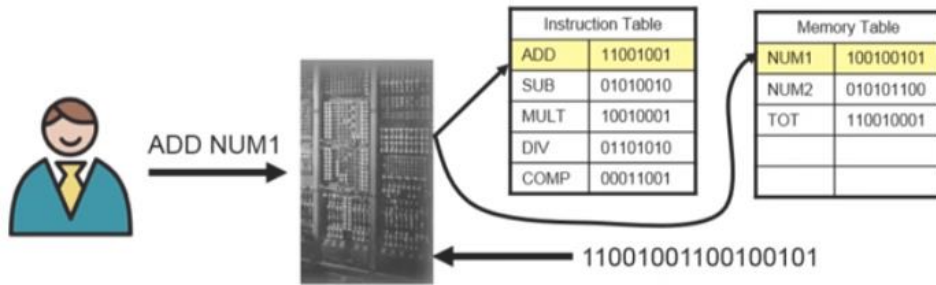 ADD NUM1
Instruction Table
ADD 11001001
SUB 01010010
MULT 10010001
DIV 01101010
COMP 00011001
Memory Table
NUM1 100100101
NUM2 010101100
TOT 110010001
11001001100100101